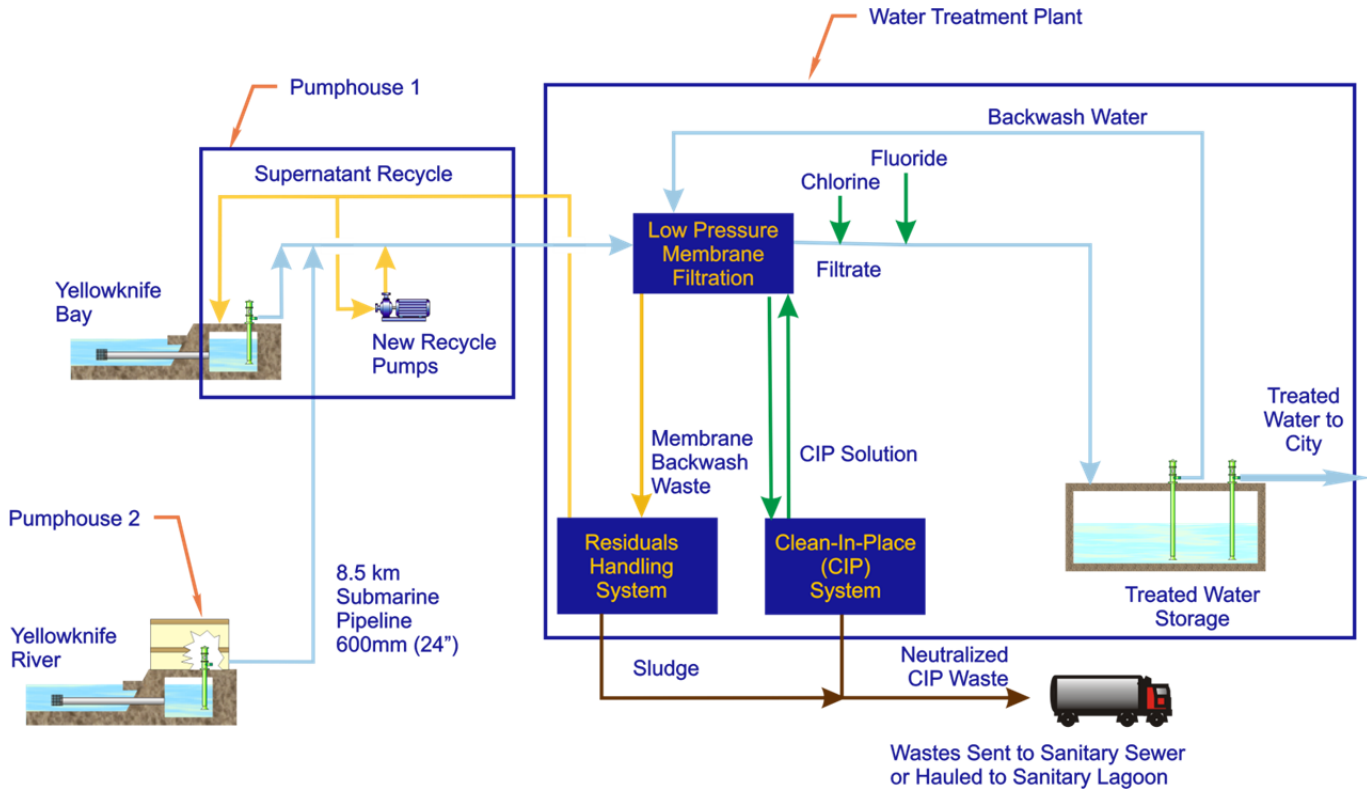 Water Treatment Plant
Pumphouse 1
Backwash Water
Supernatant Recycle
Fluoride
Chlorine
Low Pressure
Membrane
Filtration
Filtrate
Yellowknife
Bay
New Recycle
Pumps
Treated
Water to
City
Membrane
Backwash
Waste
CIP Solution
Pumphouse 2
Residuals
Handling
System
Clean-In-Place
(CIP)
System
8.5 km
Submarine
Pipeline
600mm (24”)
Treated Water
Storage
Yellowknife
River
Sludge
Neutralized
CIP Waste
Wastes Sent to Sanitary Sewer
or Hauled to Sanitary Lagoon